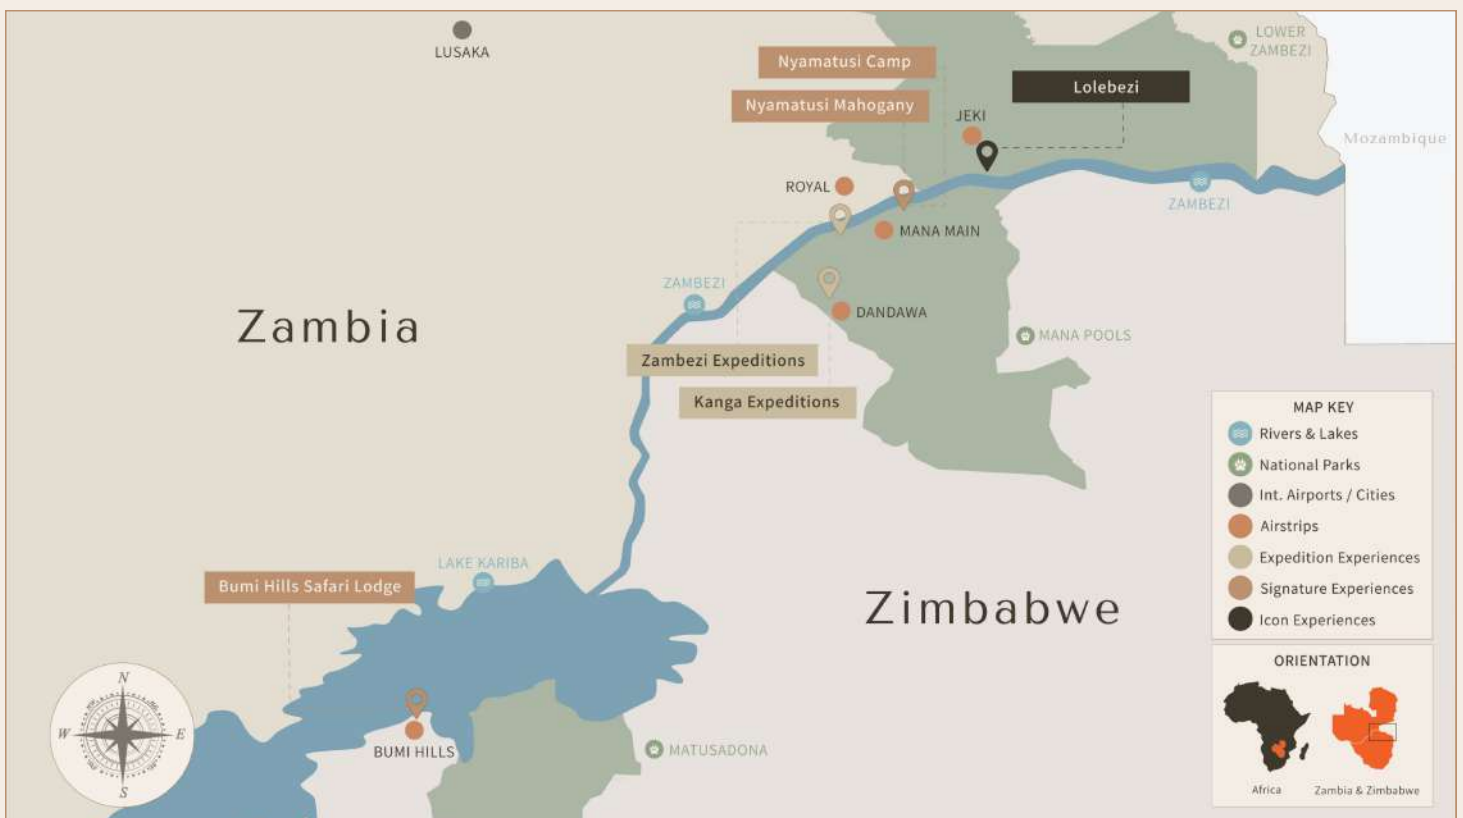 LUSAKA
LOWER
ZAMBEZI
Nyamatusi Camp
Nyamatusi Mahogany
Lolebezi
JEKI
Mozambique
ROYAL
ZAMBEZI
MANA MAIN
ZAMBEZI
DANDAWA
Zambia
MANA POOLS
Zambezi Expeditions
Kanga Expeditions
MAP KEY
Rivers & Lakes
National Parks
Int. Airports / Cities
Airstrips
Expedition Experiences
Signature Experiences
Icon Experiences
LAKE KARIBA
Bumi Hills Safari Lodge
Zimbabwe
ORIENTATION
Africa
Zambia & Zimbabwe
N
W
E
S
BUMI HILLS
MATUSADONA